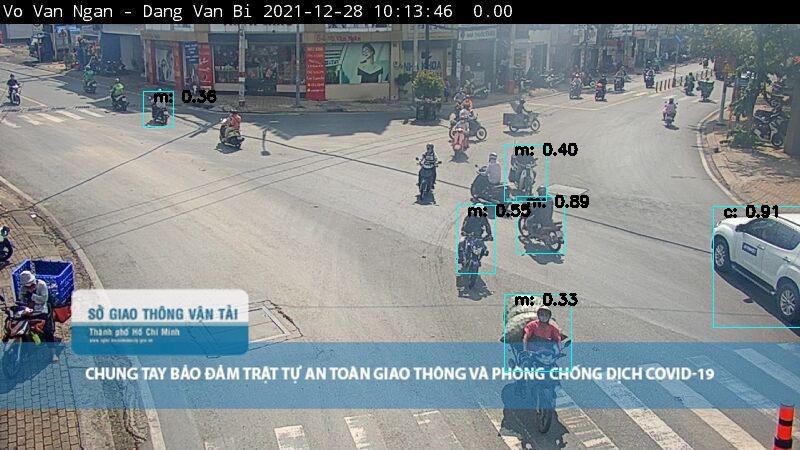 Vo Van Ngan - Dang Van Bi 2021-12-28 10:13:46 0.00
m: 0.36
m: 0.40
m: 0.89
m: 0.55
c: 0.91
m: 0.33
SỞ GIAO THÔNG VẬN TẢI
Thành phố Hồ Chí Minh
CHUNG TAY BẢO ĐẢM TRẬT TỰ AN TOÀN GIAO THÔNG VÀ PHÒNG CHỐNG DỊCH COVID-19